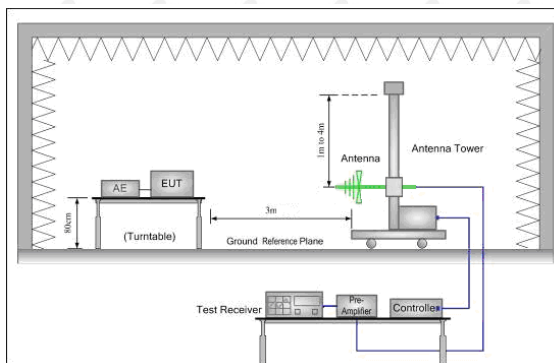 1m to 4m
Antenna
Antenna Tower
AE
EUT
80cm
(Turntable)
3m
Ground Reference Plane
Test Receiver
Pre-
Amplifier
Controller